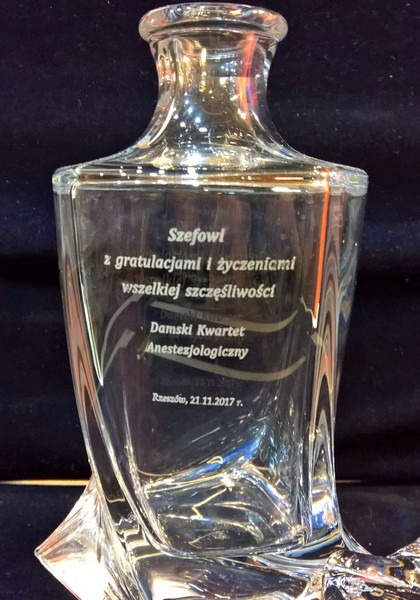 Szefowi
z gratulacjami i życzeniami
wszelkiej szczęśliwości
Damski Kwartet
Anestezjologiczny
Rzeszów, 21.11.2017 r.